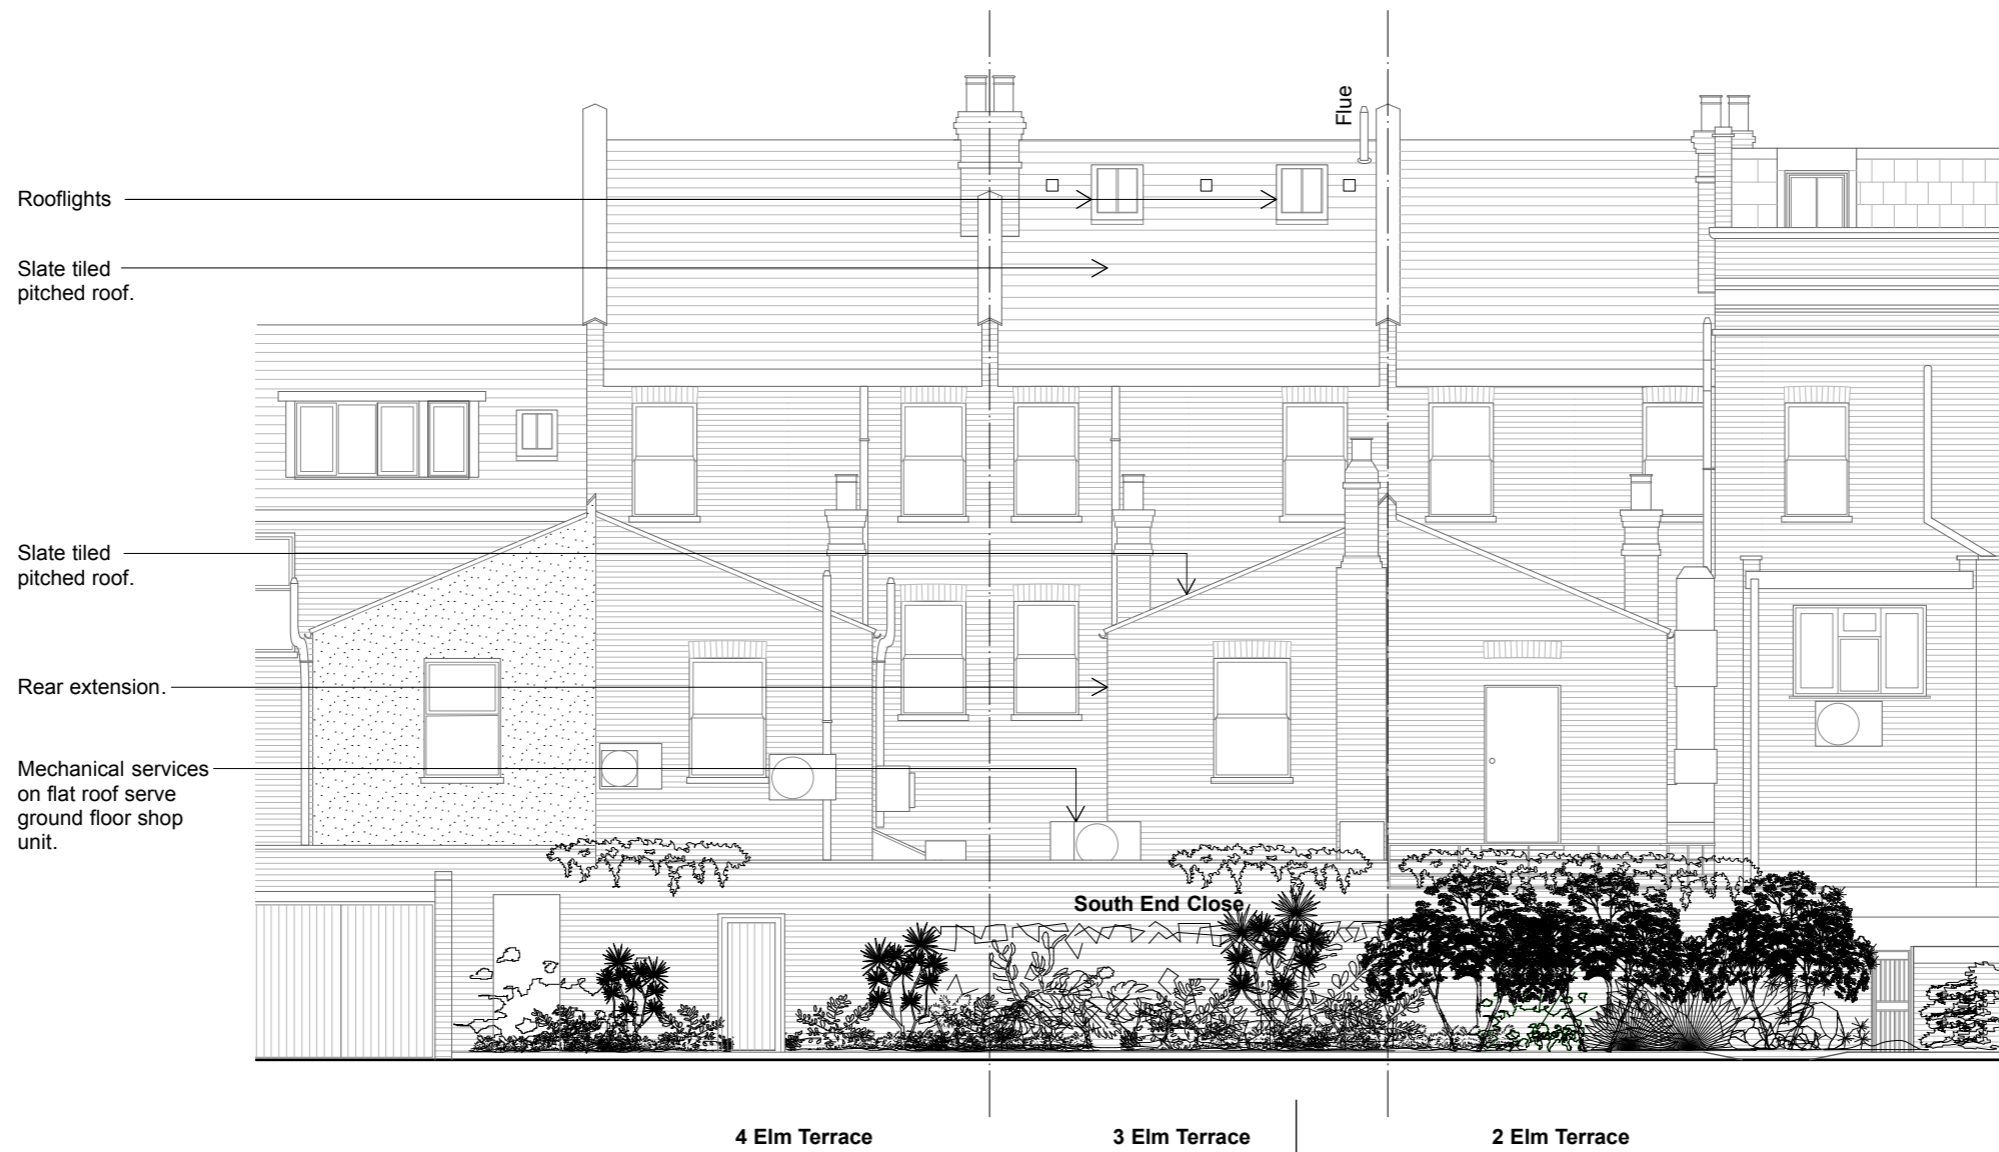 Flue
Rooflights
Slate tiled
pitched roof.
Slate tiled
pitched roof.
Rear extension.
Mechanical services
on flat roof serve
ground floor shop
unit.
South End Close
4 Elm Terrace
3 Elm Terrace
2 Elm Terrace